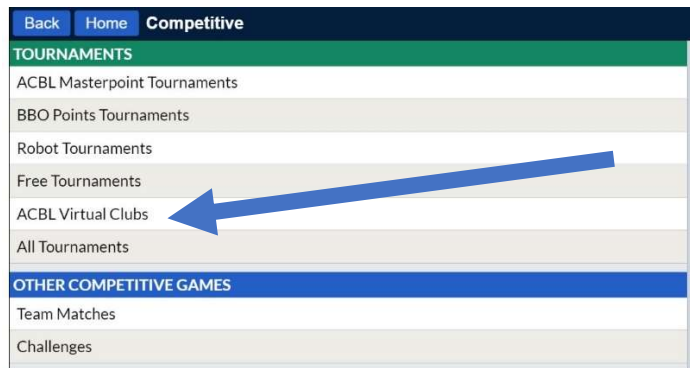 Back Home Competitive
TOURNAMENTS
ACBL Masterpoint Tournaments
BBO Points Tournaments
Robot Tournaments
Free Tournaments
ACBL Virtual Clubs
All Tournaments
OTHER COMPETITIVE GAMES
Team Matches
Challenges